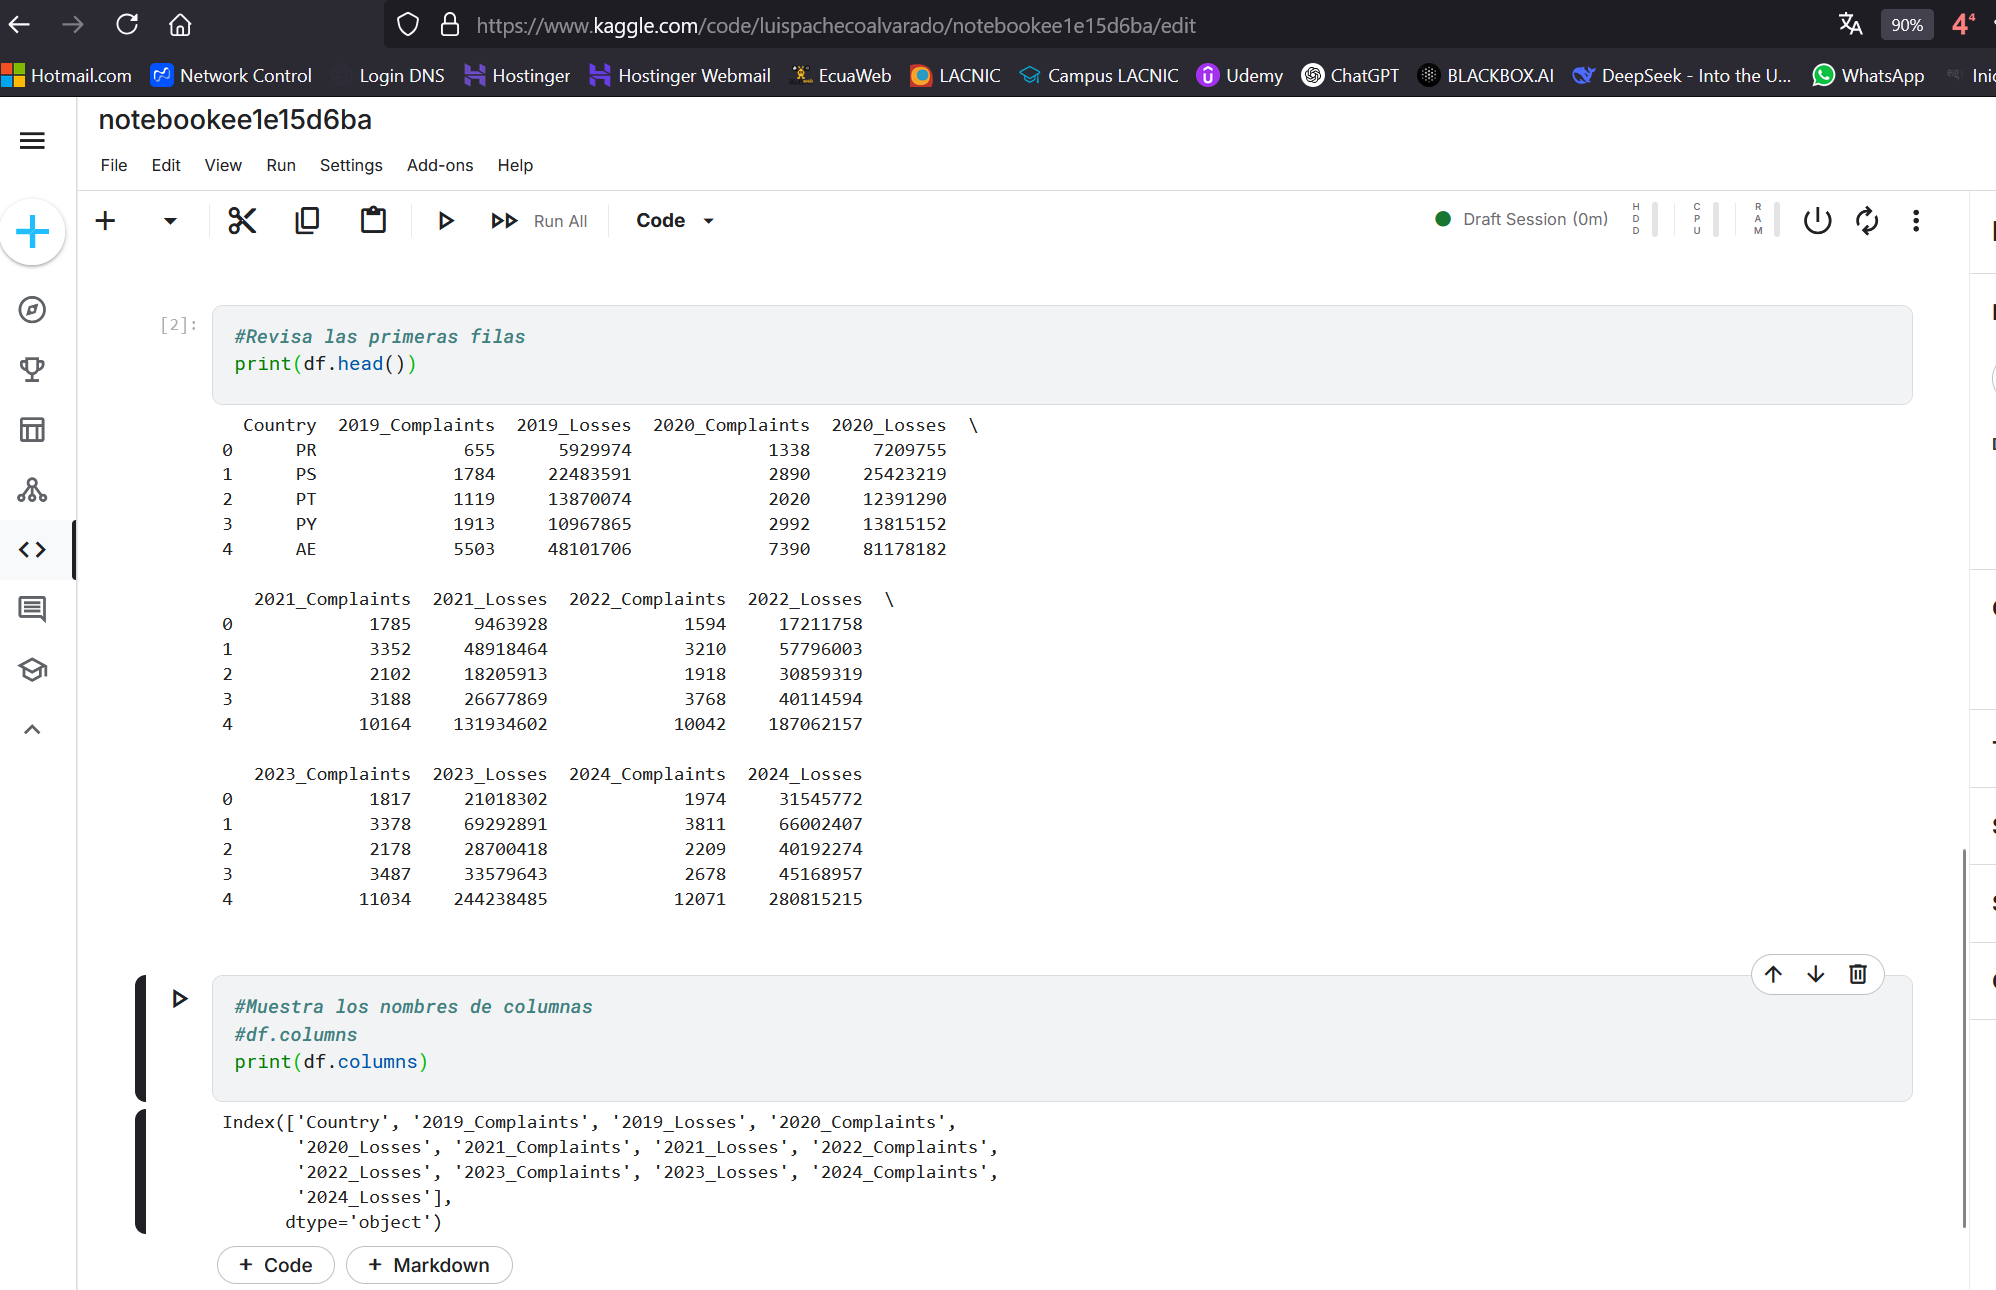 https://www.kaggle.com/code/luispachecoalvarado/notebookee1e15d6ba/edit
90%
4⁴
Hotmail.com Network Control Login DNS Hostinger Hostinger Webmail EcuaWeb LACNIC Campus LACNIC Udemy ChatGPT BLACKBOX.AI DeepSeek - Into the U... WhatsApp
notebookee1e15d6ba
File Edit View Run Settings Add-ons Help
Run All Code Draft Session (0m) HDD CPU RAM
[2]:
#Revisa las primeras filas
print(df.head())
  Country  2019_Complaints  2019_Losses  2020_Complaints  2020_Losses  \
0      PR              655      5929974             1338      7209755
1      PS             1784     22483591             2890     25423219
2      PT             1119     13870074             2020     12391290
3      PY             1913     10967865             2992     13815152
4      AE             5503     48101706             7390     81178182
   2021_Complaints  2021_Losses  2022_Complaints  2022_Losses  \
0             1785      9463928             1594     17211758
1             3352     48918464             3210     57796003
2             2102     18205913             1918     30859319
3             3188     26677869             3768     40114594
4            10164    131934602            10042    187062157
   2023_Complaints  2023_Losses  2024_Complaints  2024_Losses
0             1817     21018302             1974     31545772
1             3378     69292891             3811     66002407
2             2178     28700418             2209     40192274
3             3487     33579643             2678     45168957
4            11034    244238485            12071    280815215
#Muestra los nombres de columnas
#df.columns
print(df.columns)
Index(['Country', '2019_Complaints', '2019_Losses', '2020_Complaints',
       '2020_Losses', '2021_Complaints', '2021_Losses', '2022_Complaints',
       '2022_Losses', '2023_Complaints', '2023_Losses', '2024_Complaints',
       '2024_Losses'],
      dtype='object')
+ Code + Markdown